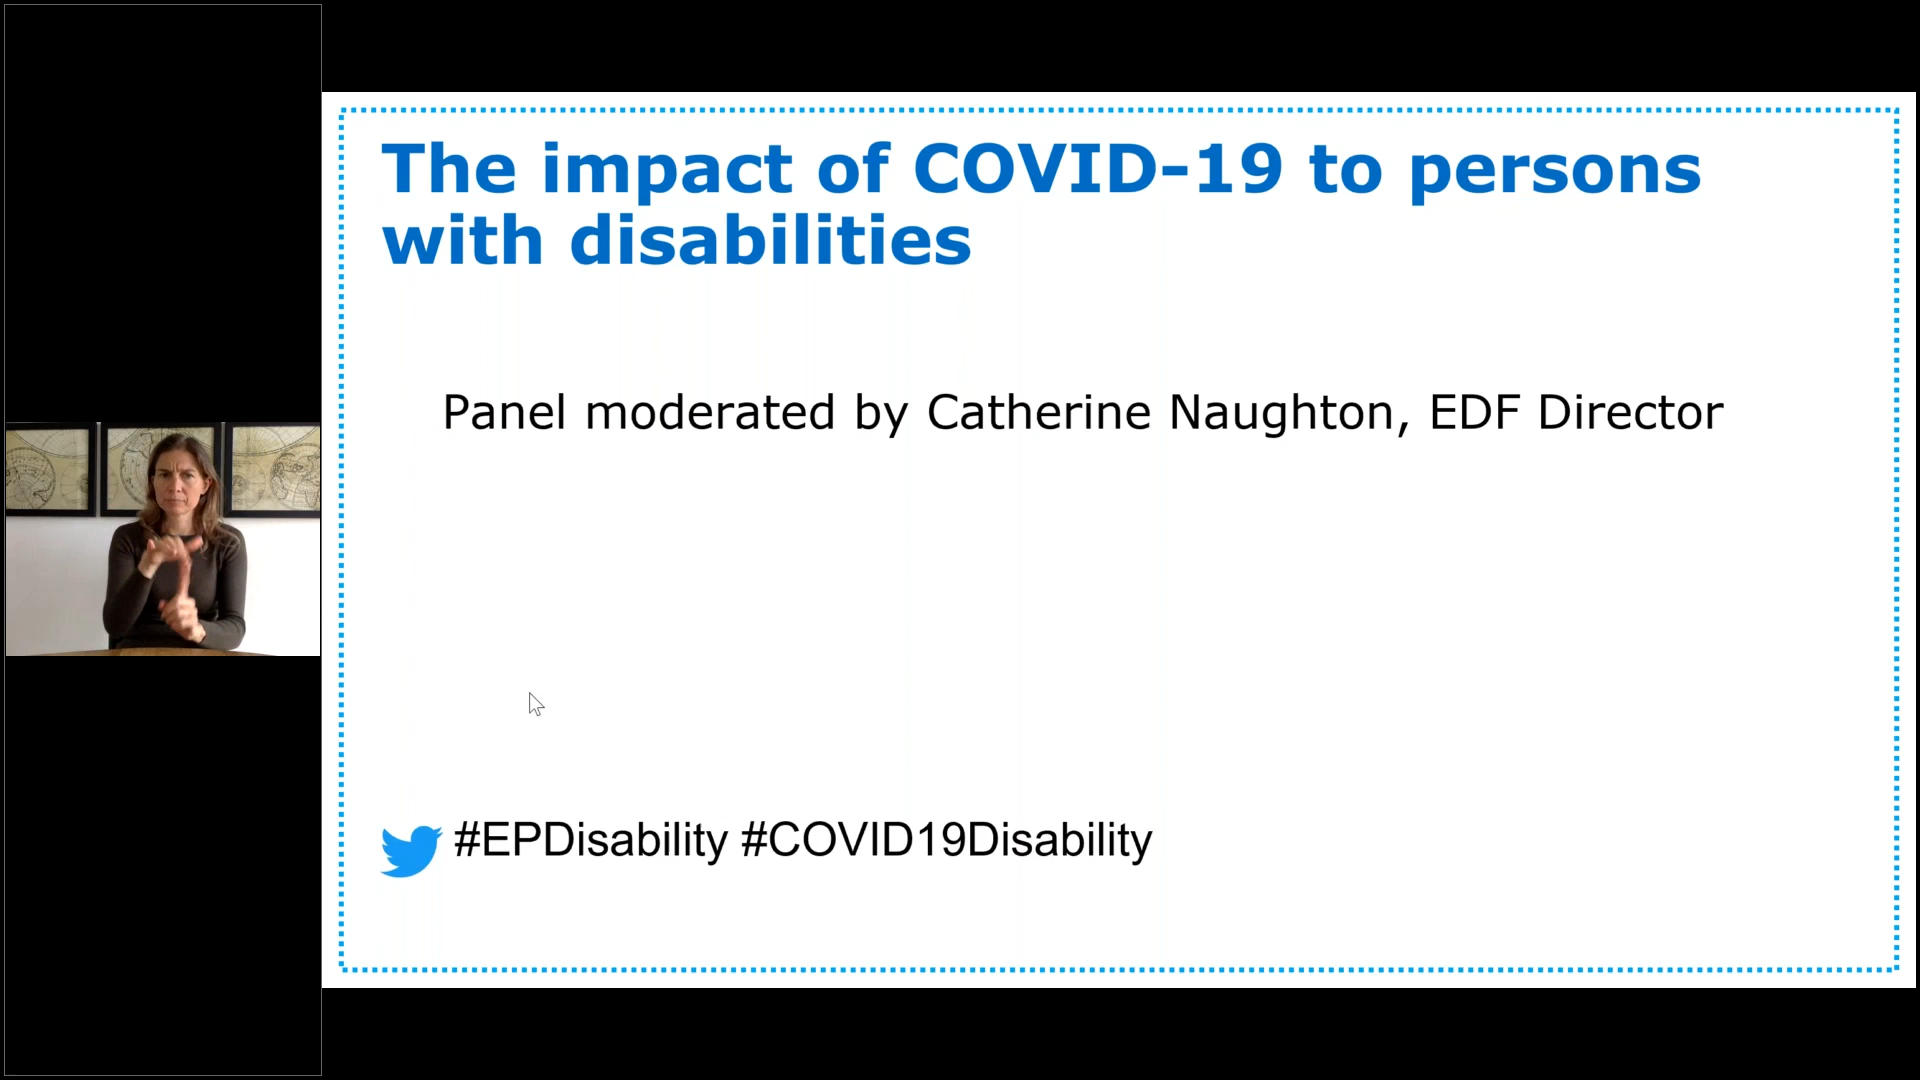 The impact of COVID-19 to persons
with disabilities
Panel moderated by Catherine Naughton, EDF Director
#EPDisability #COVID19Disability